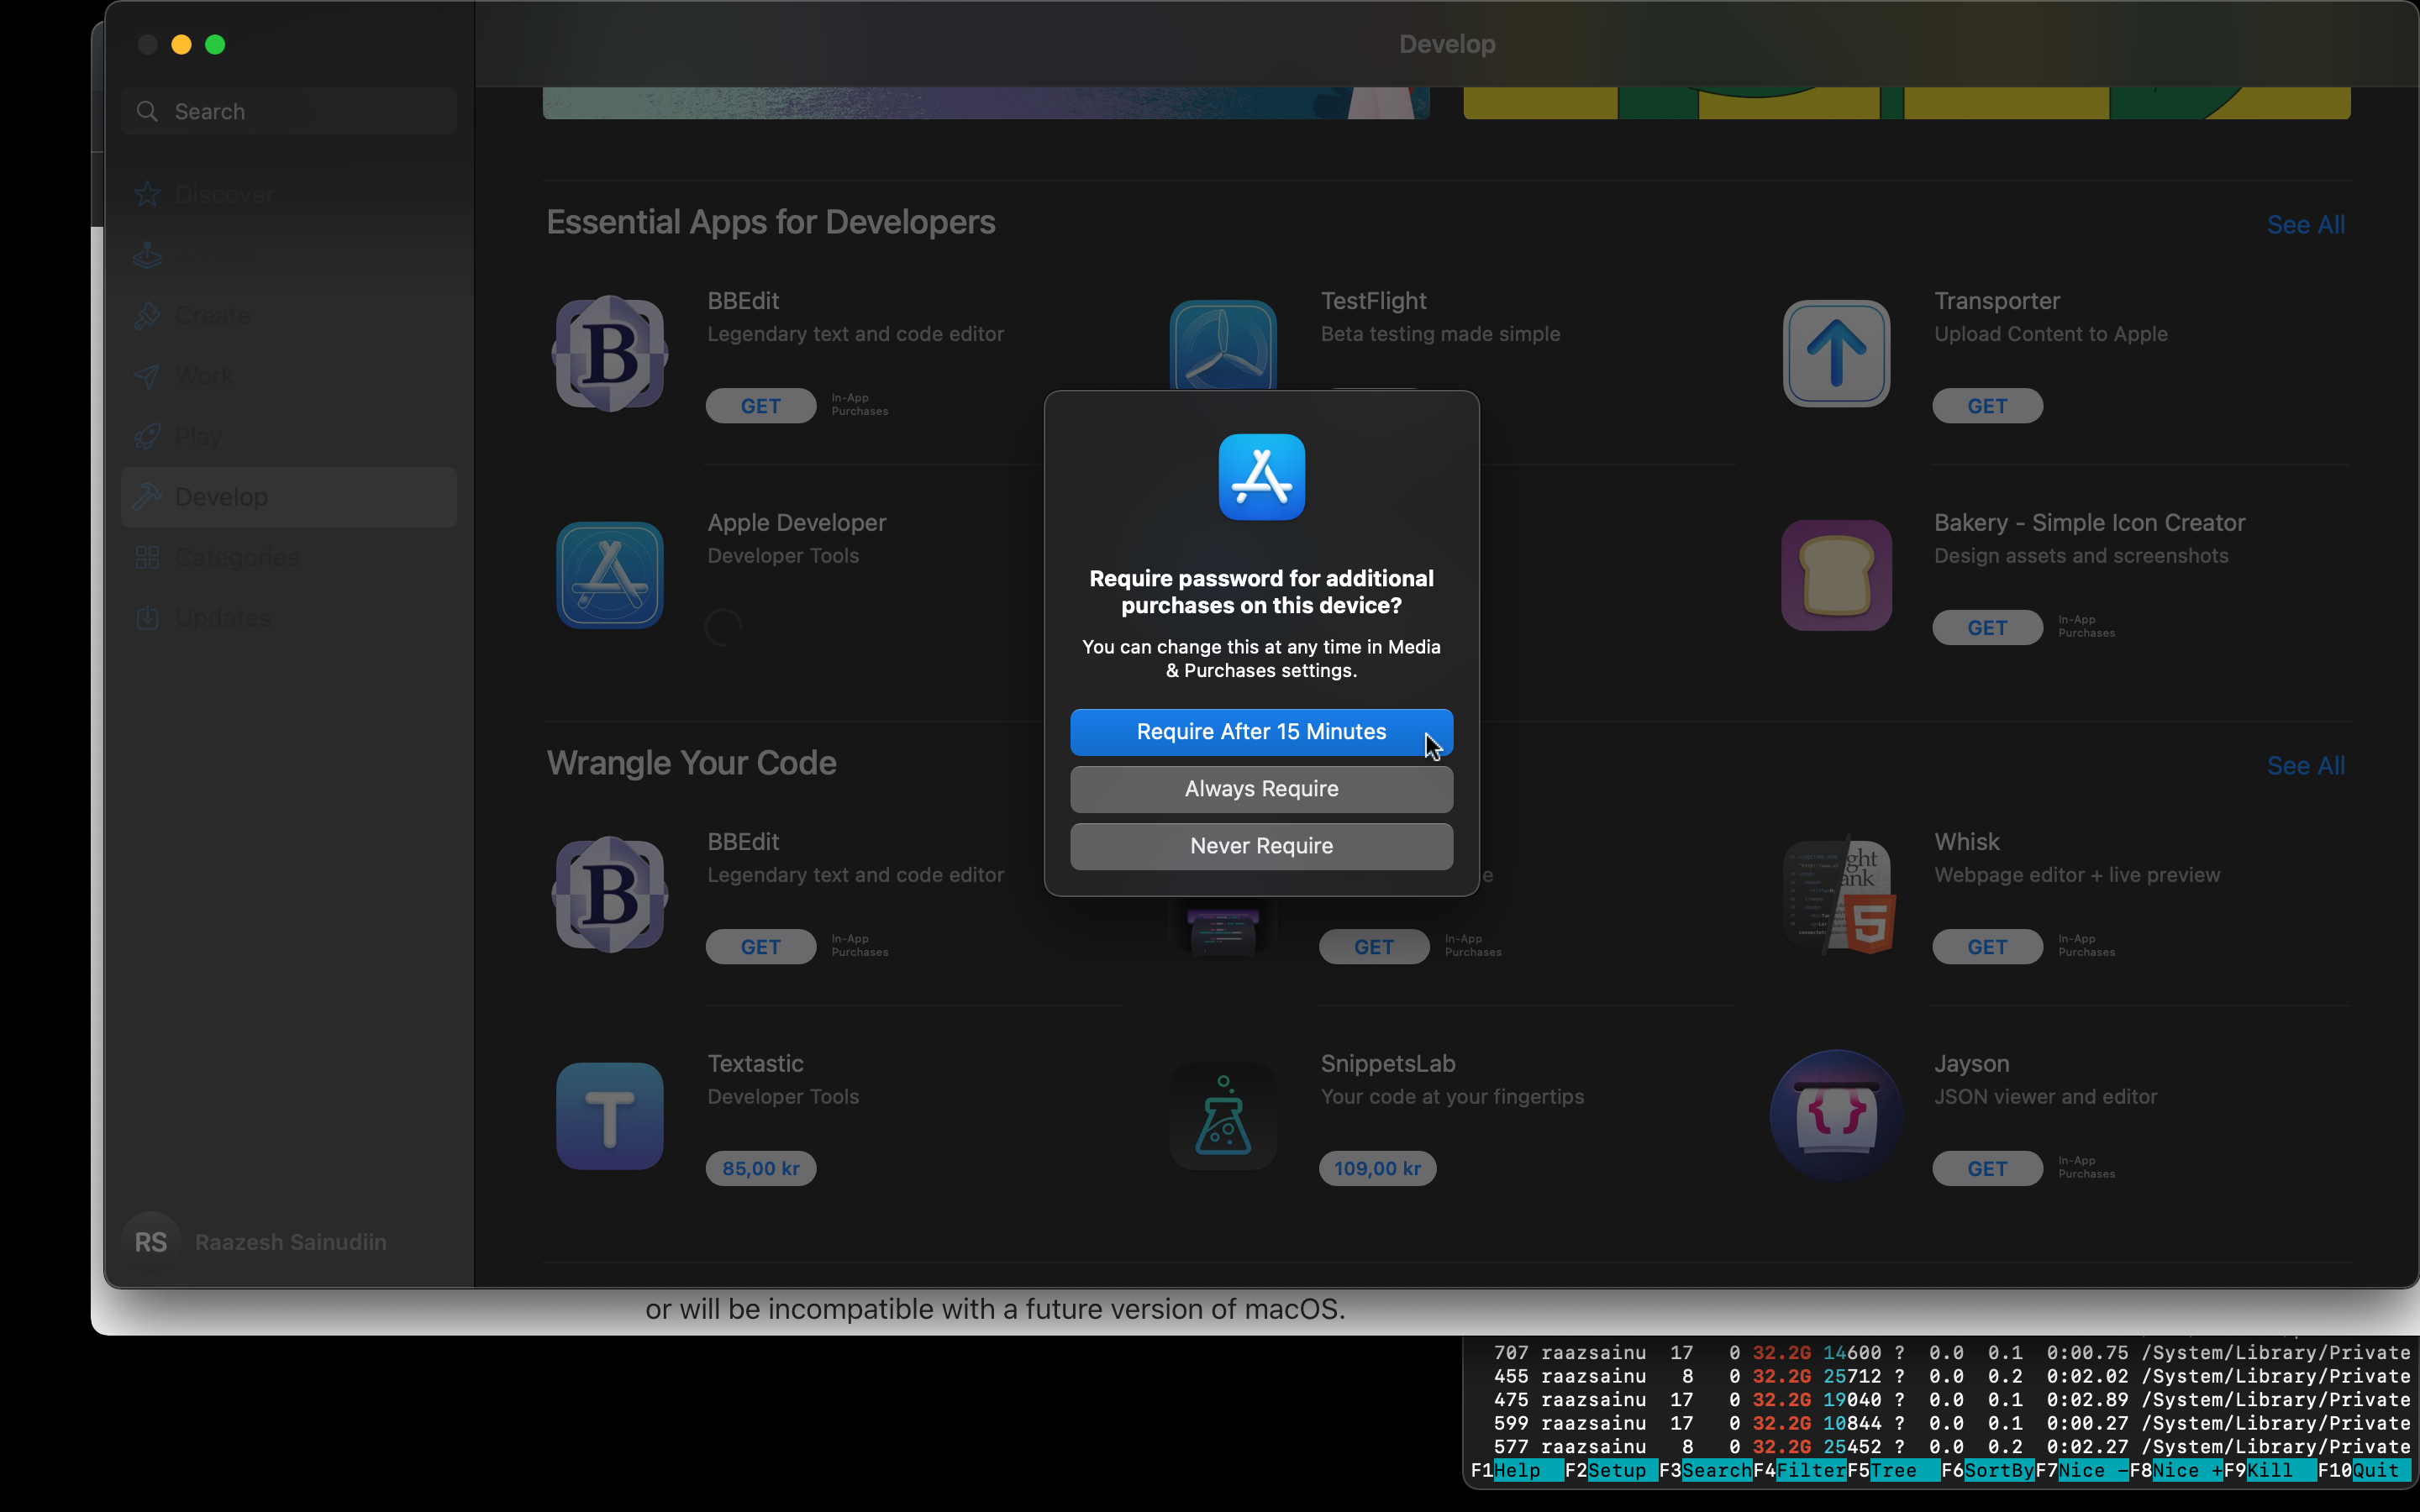 Develop
Search
Discover
Create
Work
Play
Develop
Categories
Updates
RS Raazesh Sainudiin
Essential Apps for Developers
See All
BBEdit
Legendary text and code editor
GET
In-App
Purchases
TestFlight
Beta testing made simple
Transporter
Upload Content to Apple
GET
Apple Developer
Developer Tools
Bakery - Simple Icon Creator
Design assets and screenshots
GET
In-App
Purchases
Require password for additional
purchases on this device?
You can change this at any time in Media
& Purchases settings.
Require After 15 Minutes
Always Require
Never Require
Wrangle Your Code
See All
BBEdit
Legendary text and code editor
GET
In-App
Purchases
GET
In-App
Purchases
Whisk
Webpage editor + live preview
GET
In-App
Purchases
Textastic
Developer Tools
85,00 kr
SnippetsLab
Your code at your fingertips
109,00 kr
Jayson
JSON viewer and editor
GET
In-App
Purchases
or will be incompatible with a future version of macOS.
707 raazsainu 17 0 32.2G 14600 ? 0.0 0.1 0:00.75 /System/Library/Private
455 raazsainu 8 0 32.2G 25712 ? 0.0 0.2 0:02.02 /System/Library/Private
475 raazsainu 17 0 32.2G 19040 ? 0.0 0.1 0:02.89 /System/Library/Private
599 raazsainu 17 0 32.2G 10844 ? 0.0 0.1 0:00.27 /System/Library/Private
577 raazsainu 8 0 32.2G 25452 ? 0.0 0.2 0:02.27 /System/Library/Private
F1Help F2Setup F3SearchF4FilterF5Tree F6SortByF7Nice -F8Nice +F9Kill F10Quit